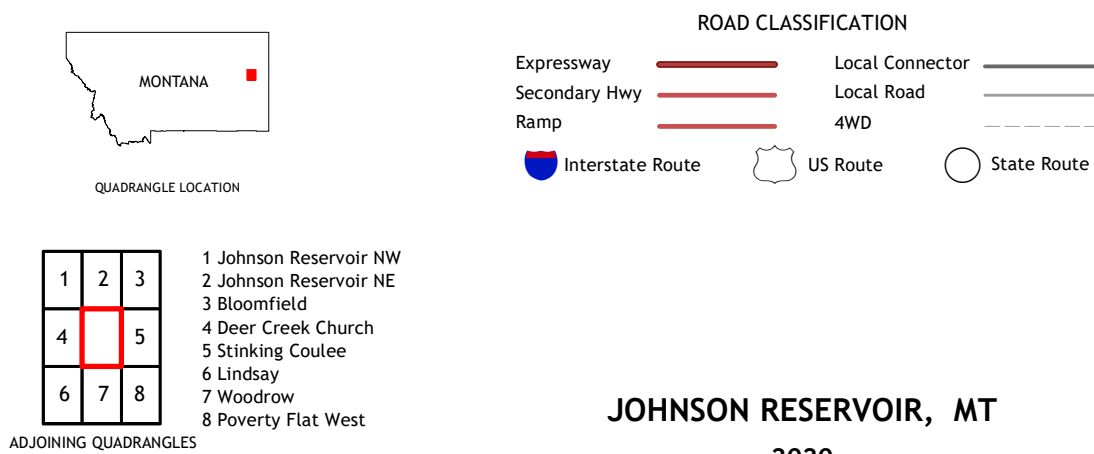 MONTANA
QUADRANGLE LOCATION
ROAD CLASSIFICATION
Expressway
Local Connector
Secondary Hwy
Local Road
Ramp
4WD
Interstate Route
US Route
State Route
1 2 3
4 5
6 7 8
ADJOINING QUADRANGLES
1 Johnson Reservoir NW
2 Johnson Reservoir NE
3 Bloomfield
4 Deer Creek Church
5 Stinking Coulee
6 Lindsay
7 Woodrow
8 Poverty Flat West
JOHNSON RESERVOIR, MT